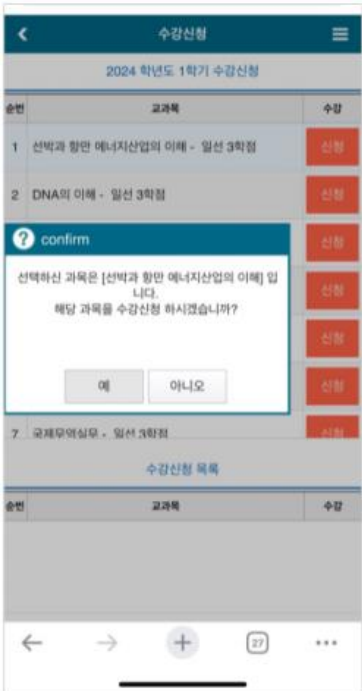 수강신청
2024 학년도 1학기 수강신청
순번 교과목 수강
1 선박과 항만 에너지산업의 이해 - 일선 3학점 신청
2 DNA의 이해 - 일선 3학점 신청
confirm
신청
선택하신 과목은 [선박과 항만 에너지산업의 이해] 입
니다.
신청
해당 과목을 수강신청 하시겠습니까?
신청
예 아니오
신청
7 국제무역실무 - 일선 3학점 신청
수강신청 목록
순번 교과목 수강
27